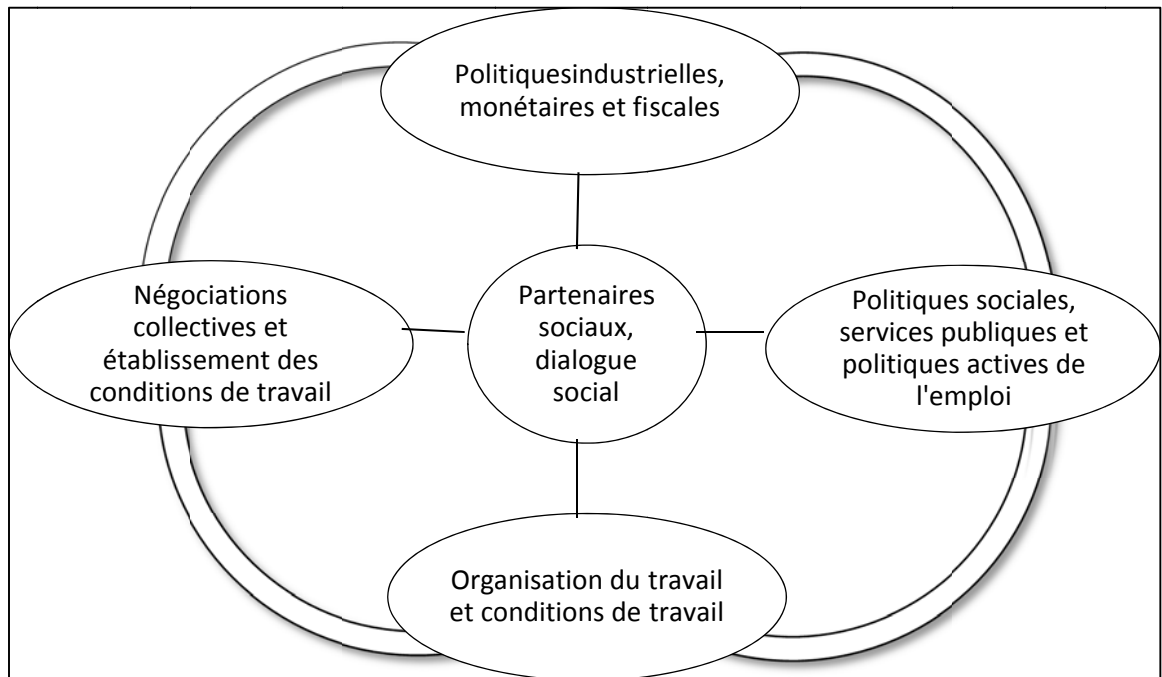 Politiquesindustrielles,
monétaires et fiscales
Négociations
collectives et
établissement des
conditions de travail
Partenaires
sociaux,
dialogue
social
Politiques sociales,
services publiques et
politiques actives de
l'emploi
Organisation du travail
et conditions de travail